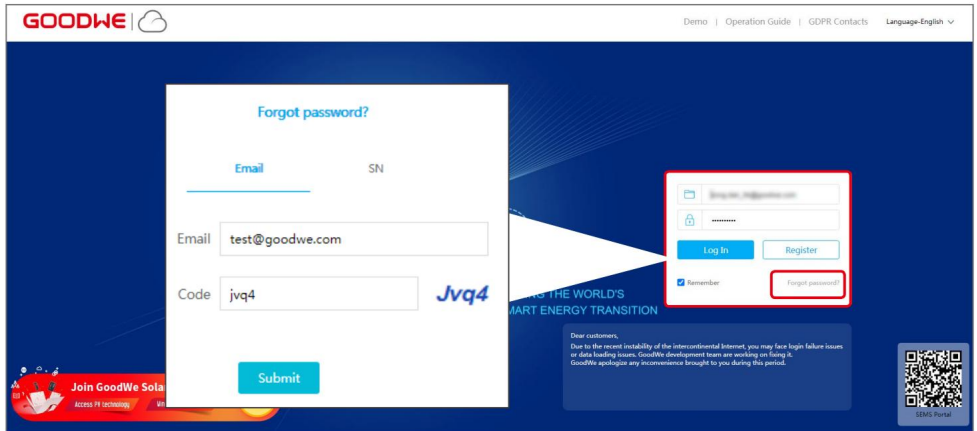 GOODWE
Demo | Operation Guide | GDPR Contacts Language-English
Forgot password?
Email SN
Email test@goodwe.com
Code jvq4 Jvq4
Submit
Log In Register
Remember Forgot password?
THE WORLD'S
MART ENERGY TRANSITION
Dear customers,
Due to the recent instability of the intercontinental Internet, you may face login failure issues
or data loading issues. GoodWe development team are working on fixing it.
GoodWe apologize any inconvenience brought to you during this period.
Join GoodWe Sola
Access PV technology
SEMS Portal